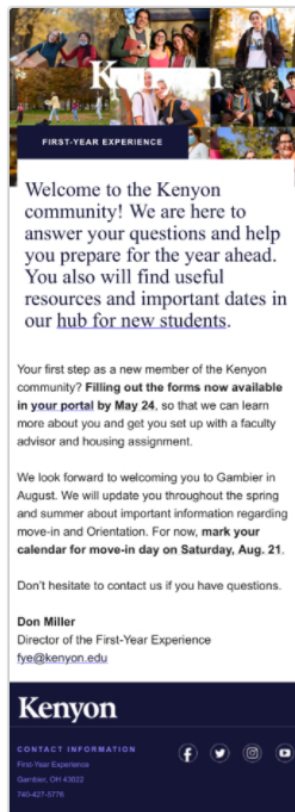 Kenyon
FIRST-YEAR EXPERIENCE
Welcome to the Kenyon
community! We are here to
answer your questions and help
you prepare for the year ahead.
You also will find useful
resources and important dates in
our hub for new students.
Your first step as a new member of the Kenyon
community? Filling out the forms now available
in your portal by May 24, so that we can learn
more about you and get you set up with a faculty
advisor and housing assignment.
We look forward to welcoming you to Gambier in
August. We will update you throughout the spring
and summer about important information regarding
move-in and Orientation. For now, mark your
calendar for move-in day on Saturday, Aug. 21.
Don't hesitate to contact us if you have questions.
Don Miller
Director of the First-Year Experience
fye@kenyon.edu
Kenyon
CONTACT INFORMATION
First-Year Experience
Gambier, OH 43022
740-427-5776